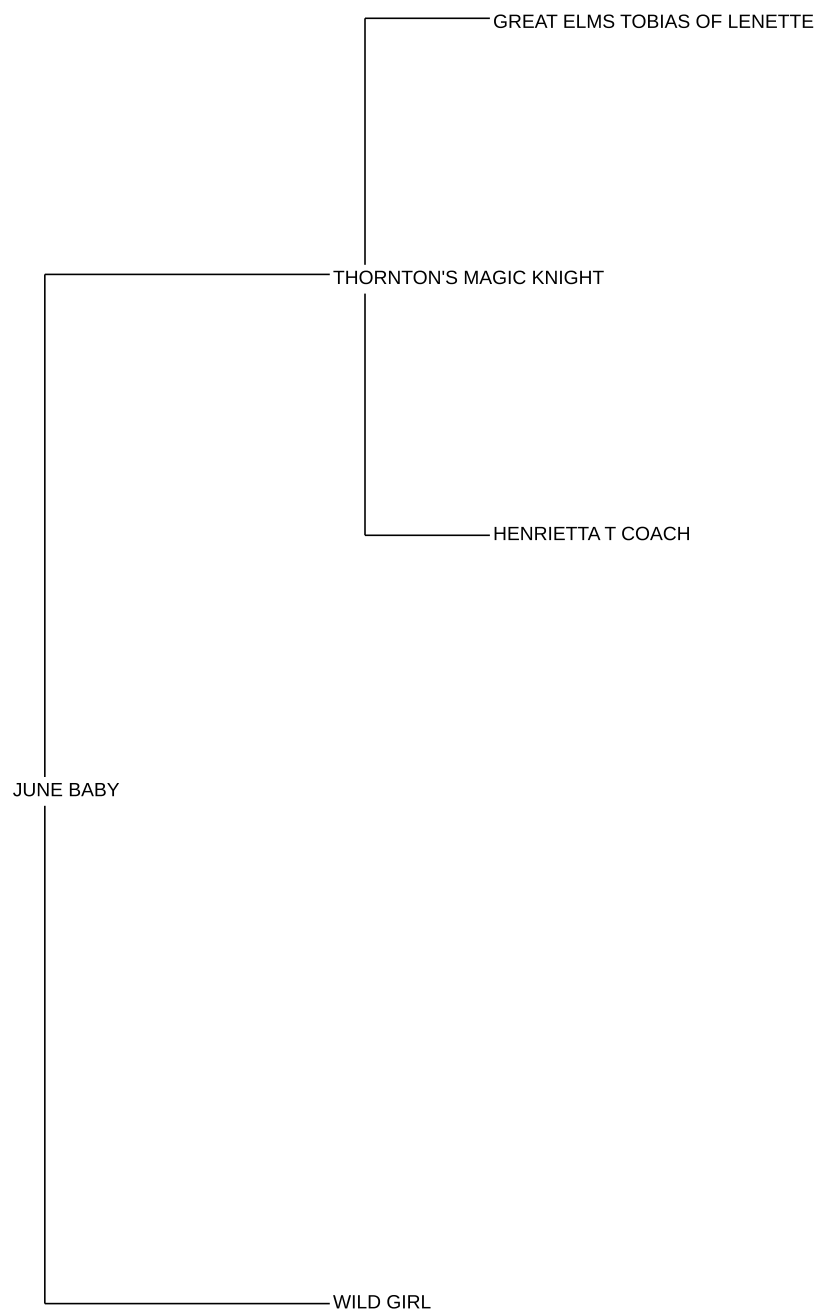 GREAT ELMS TOBIAS OF LENETTE
THORNTON'S MAGIC KNIGHT
HENRIETTA T COACH
JUNE BABY
WILD GIRL